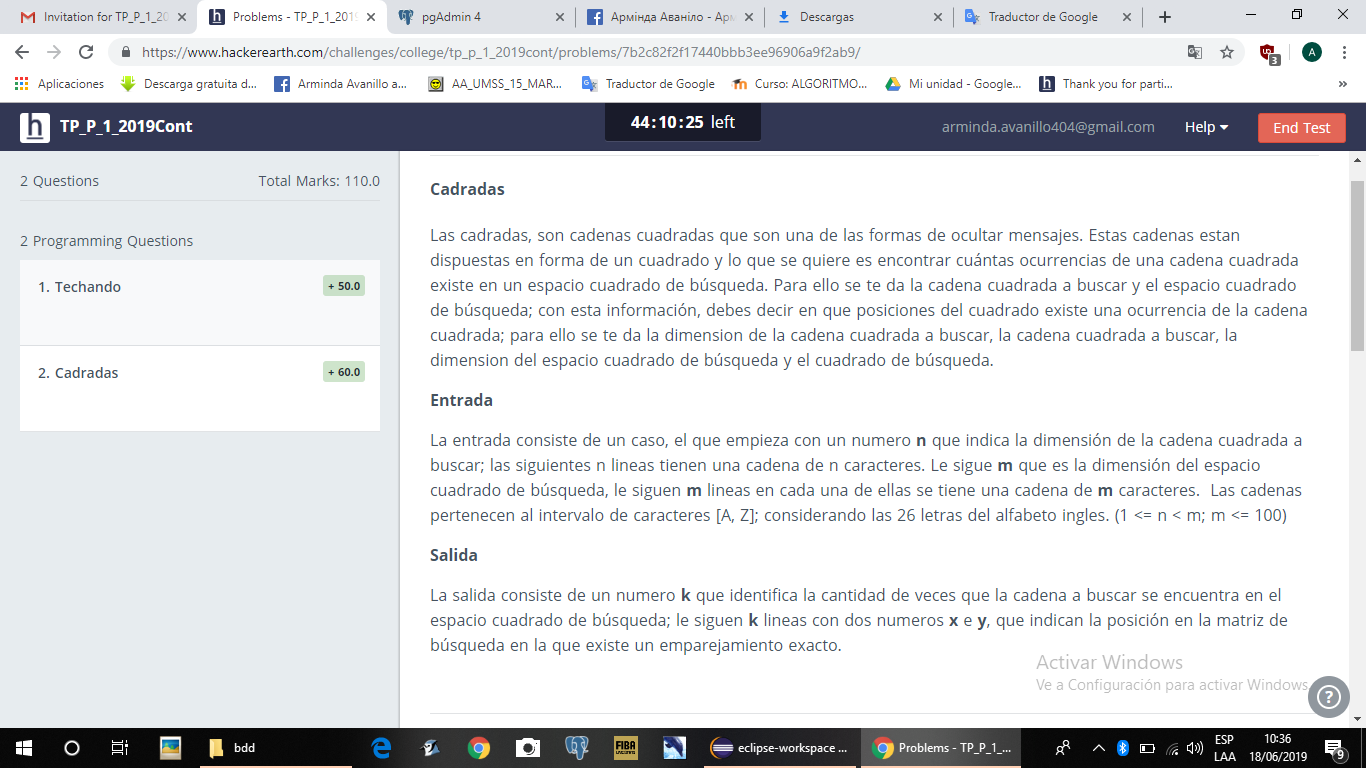 Invitation for TP_P_1_20
Problems - TP_P_1_2019
pgAdmin 4
Армінда Аваніло - Арм
Descargas
Traductor de Google
https://www.hackerearth.com/challenges/college/tp_p_1_2019cont/problems/7b2c82f2f17440bbb3ee96906a9f2ab9/
3
A
Aplicaciones
Descarga gratuita d...
Arminda Avanillo a...
AA_UMSS_15_MAR...
Traductor de Google
Curso: ALGORITMO...
Mi unidad - Google...
Thank you for parti...
»
h
TP_P_1_2019Cont
44:10:25 left
arminda.avanillo404@gmail.com
Help
End Test
2 Questions
Total Marks: 110.0
2 Programming Questions
1. Techando
+ 50.0
2. Cadradas
+ 60.0
Cadradas
Las cadradas, son cadenas cuadradas que son una de las formas de ocultar mensajes. Estas cadenas estan
dispuestas en forma de un cuadrado y lo que se quiere es encontrar cuántas ocurrencias de una cadena cuadrada
existe en un espacio cuadrado de búsqueda. Para ello se te da la cadena cuadrada a buscar y el espacio cuadrado
de búsqueda; con esta información, debes decir en que posiciones del cuadrado existe una ocurrencia de la cadena
cuadrada; para ello se te da la dimension de la cadena cuadrada a buscar, la cadena cuadrada a buscar, la
dimension del espacio cuadrado de búsqueda y el cuadrado de búsqueda.
Entrada
La entrada consiste de un caso, el que empieza con un numero n que indica la dimensión de la cadena cuadrada a
buscar; las siguientes n lineas tienen una cadena de n caracteres. Le sigue m que es la dimensión del espacio
cuadrado de búsqueda, le siguen m lineas en cada una de ellas se tiene una cadena de m caracteres. Las cadenas
pertenecen al intervalo de caracteres [A, Z]; considerando las 26 letras del alfabeto ingles. (1 <= n < m; m <= 100)
Salida
La salida consiste de un numero k que identifica la cantidad de veces que la cadena a buscar se encuentra en el
espacio cuadrado de búsqueda; le siguen k lineas con dos numeros x e y, que indican la posición en la matriz de
búsqueda en la que existe un emparejamiento exacto.
Activar Windows
Ve a Configuración para activar Windows.
?
bdd
FIBA
eclipse-workspace ...
Problems - TP_P_1_...
ESP
LAA
10:36
18/06/2019
9